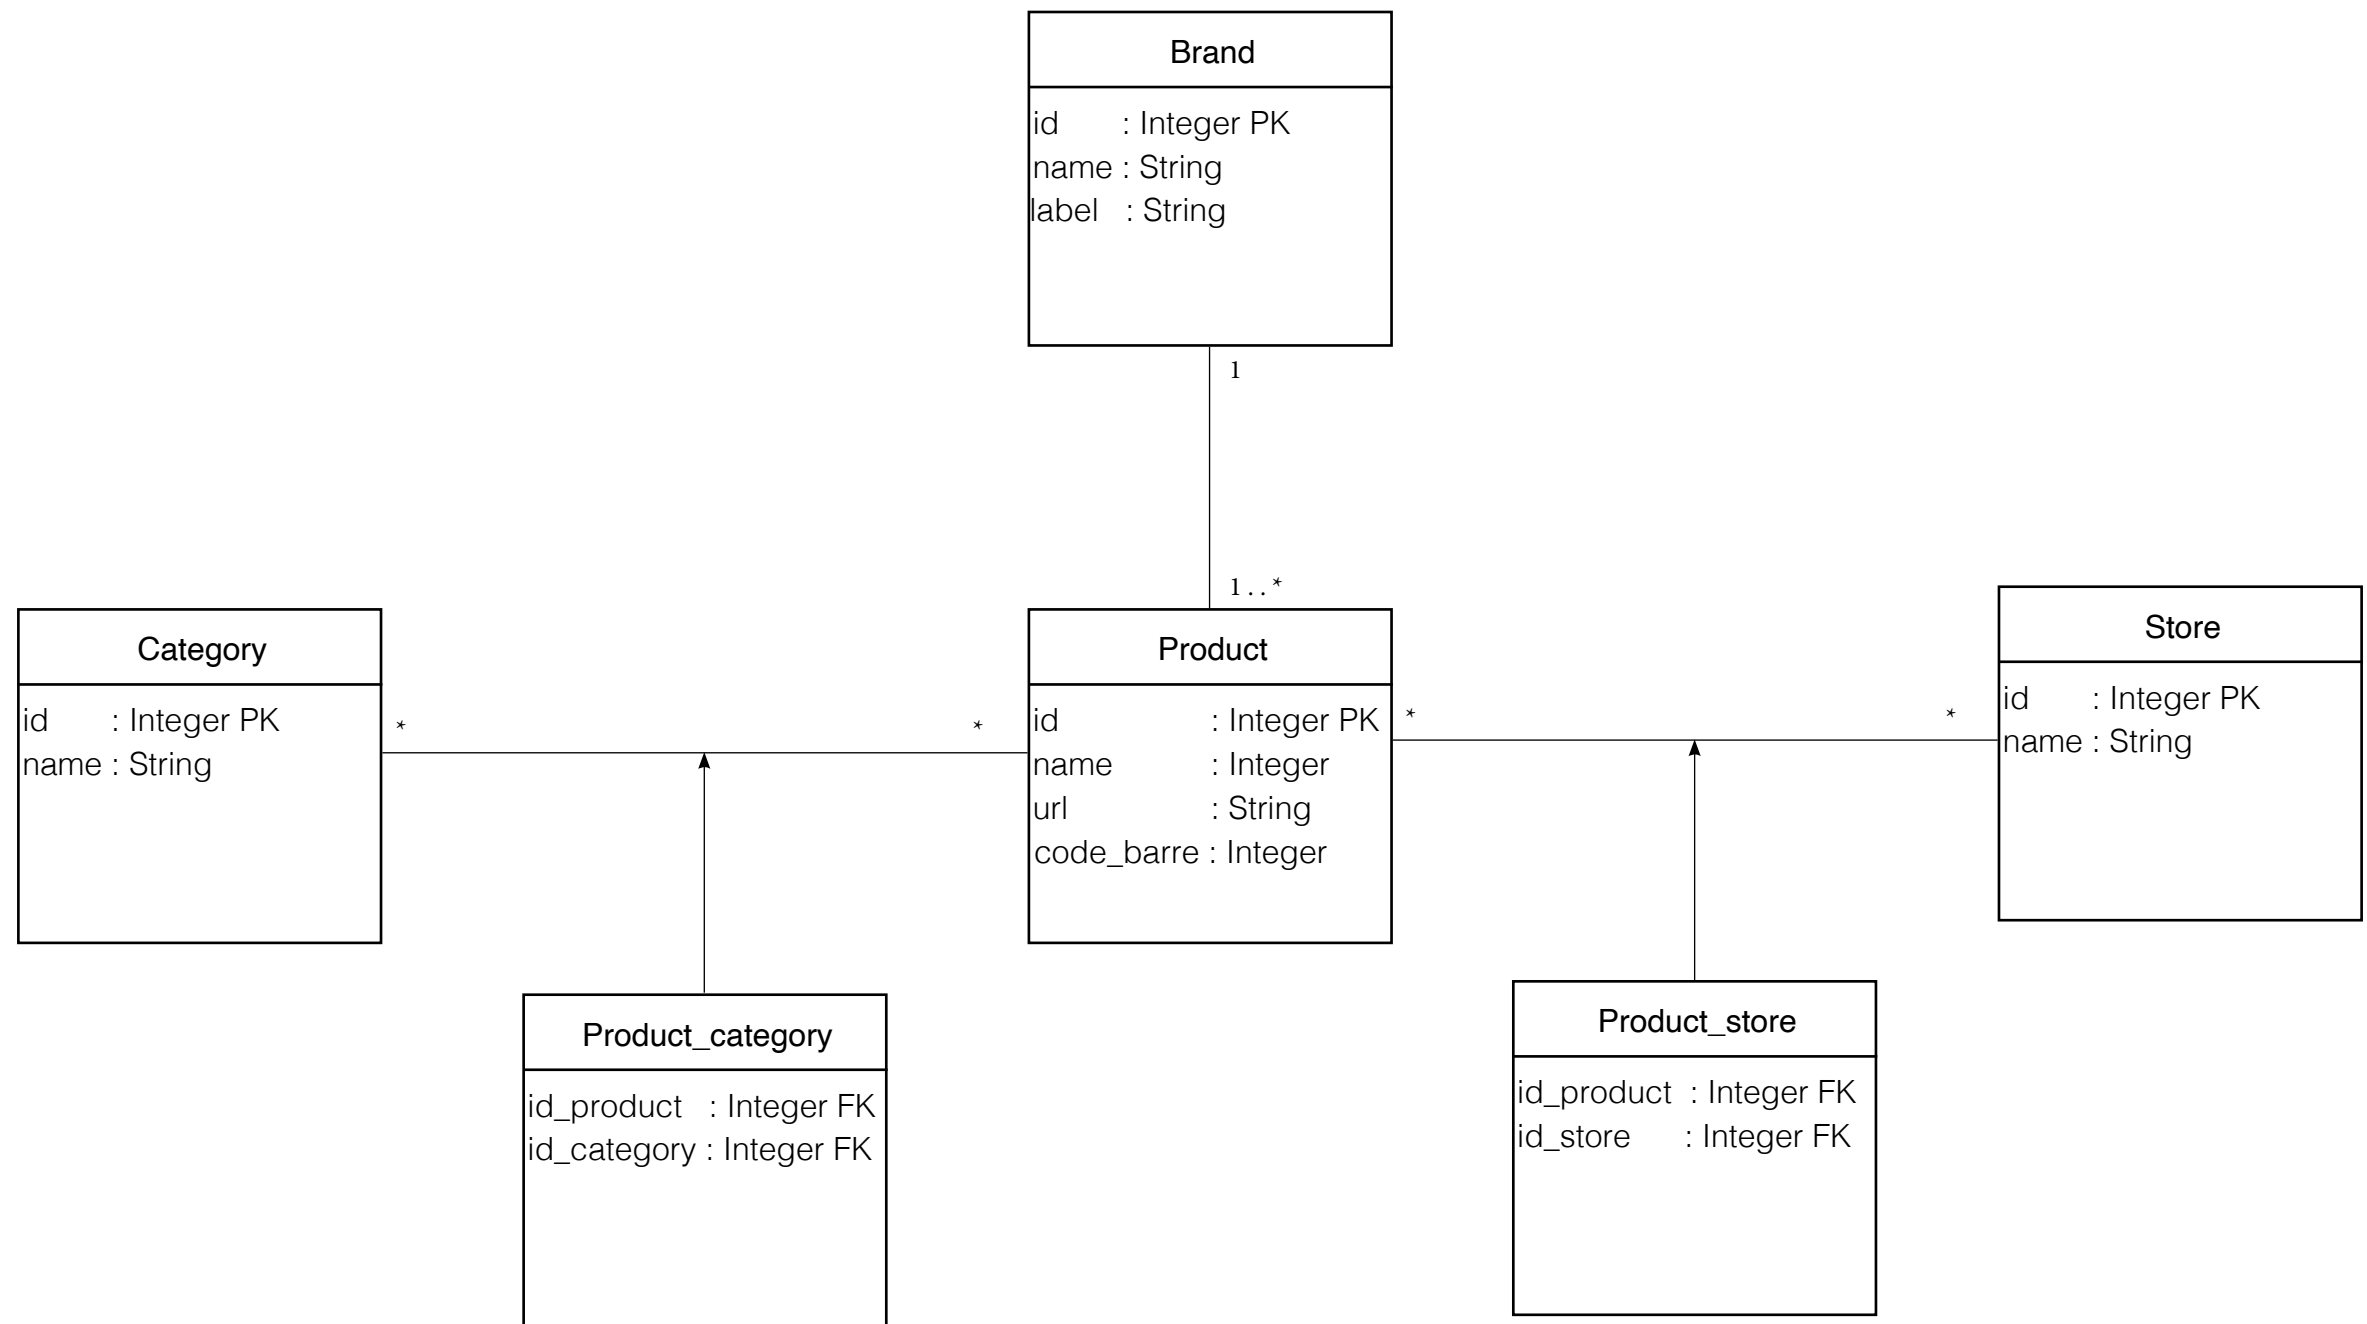 Brand
id : Integer PK
name : String
label : String
1
1..*
Category
id : Integer PK
name : String
*
*
Product
id : Integer PK
name : Integer
url : String
code_barre : Integer
*
*
Store
id : Integer PK
name : String
Product_category
id_product : Integer FK
id_category : Integer FK
Product_store
id_product : Integer FK
id_store : Integer FK